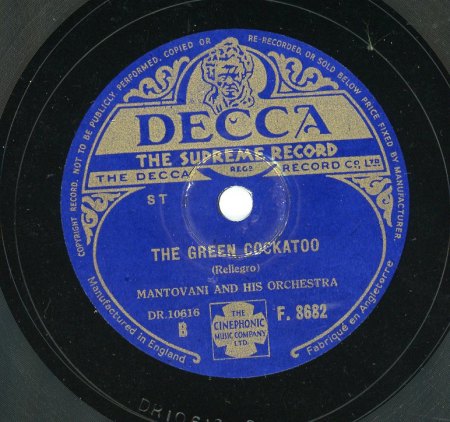 COPYRIGHT RECORD. NOT TO BE PUBLICLY PERFORMED, COPIED OR RE-RECORDED, OR SOLD BELOW PRICE FIXED BY MANUFACTURER.
DECCA
THE SUPREME RECORD
THE DECCA REGD RECORD CO. LTD.
ST
THE GREEN COCKATOO
(Rellegro)
MANTOVANI AND HIS ORCHESTRA
DR.10616
B
THE
CINEPHONIC
MUSIC COMPANY
LTD.
F. 8682
Manufactured in England
Fabriqué en Angleterre